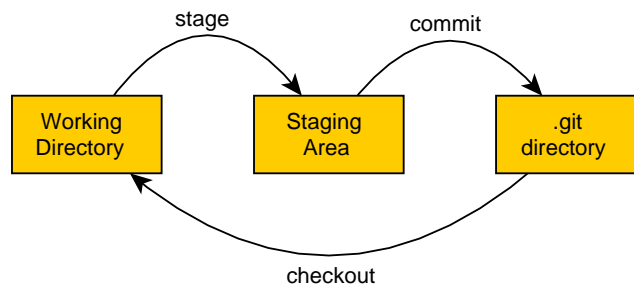 stage
commit
Working
Directory
Staging
Area
.git
directory
checkout